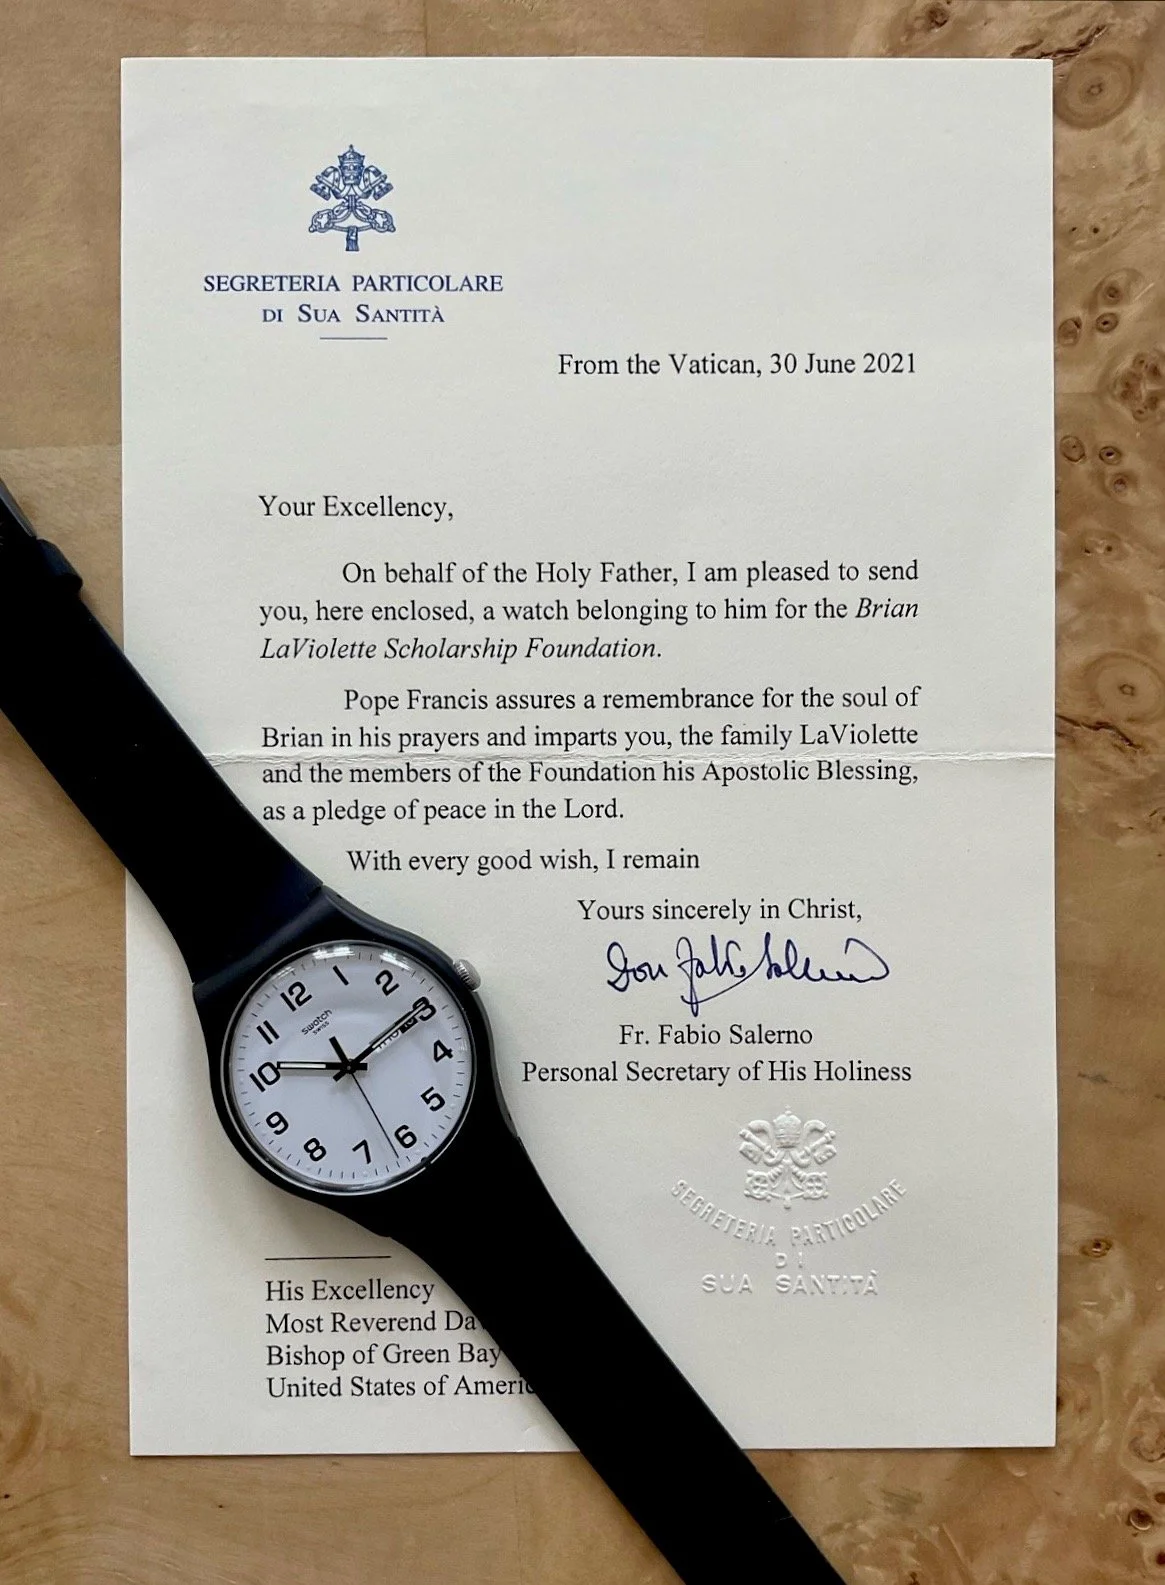 SEGRETERIA PARTICOLARE
DI SUA SANTITÀ
From the Vatican, 30 June 2021
Your Excellency,
On behalf of the Holy Father, I am pleased to send
you, here enclosed, a watch belonging to him for the Brian
LaViolette Scholarship Foundation.
Pope Francis assures a remembrance for the soul of
Brian in his prayers and imparts you, the family LaViolette
and the members of the Foundation his Apostolic Blessing,
as a pledge of peace in the Lord.
With every good wish, I remain
Yours sincerely in Christ,
Don Fabio Salerno
Fr. Fabio Salerno
Personal Secretary of His Holiness
SEGRETERIA PARTICOLARE
DI
SUA SANTITÀ
12 1 2 3 4 5 6 7 8 9 10 11
swatch
SWISS
His Excellency
Most Reverend
Bishop of Green Bay
United States of